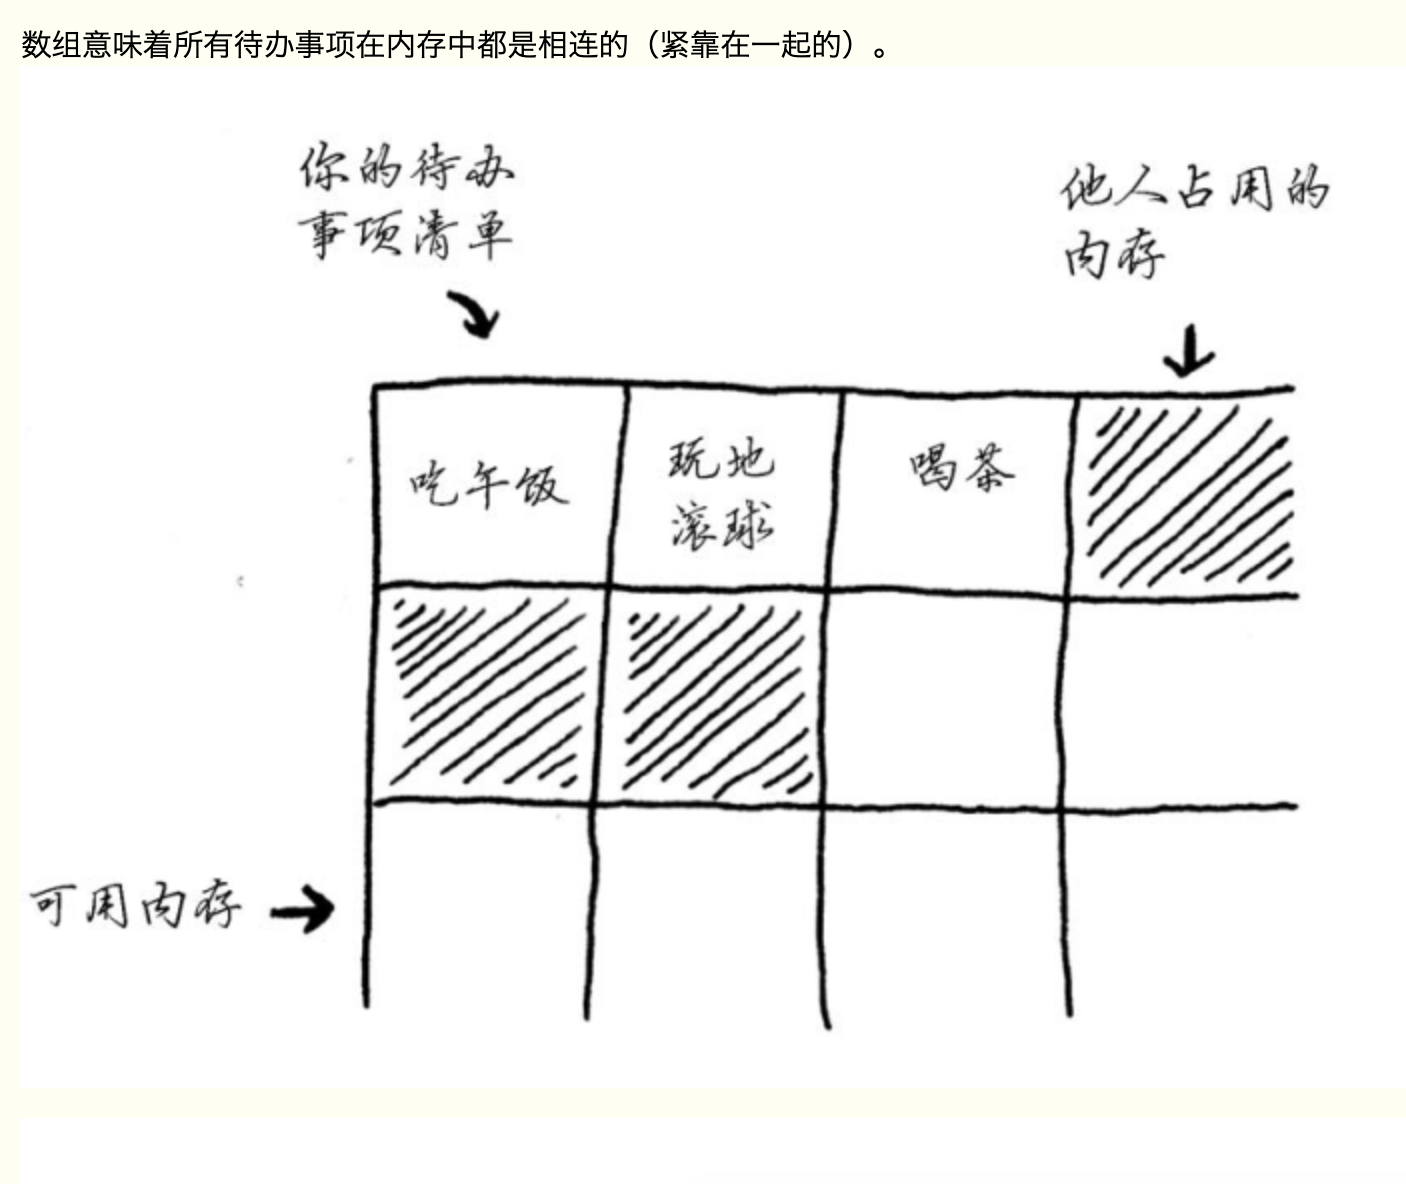 数组意味着所有待办事项在内存中都是相连的（紧靠在一起的）。
你的待办
事项清单
他人占用的
内存
吃午饭
玩地
滚球
喝茶
可用内存